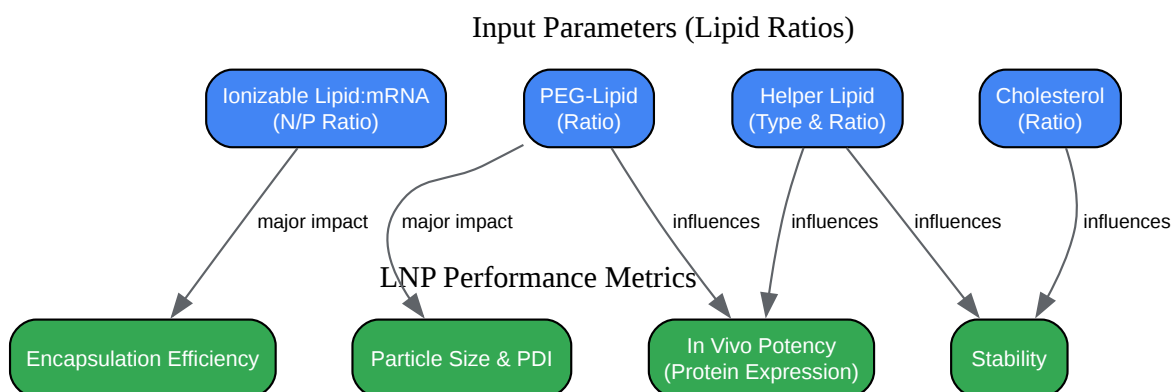 Input Parameters (Lipid Ratios)
Ionizable Lipid:mRNA
(N/P Ratio)
PEG-Lipid
(Ratio)
Helper Lipid
(Type & Ratio)
Cholesterol
(Ratio)
major impact
major impact
influences
influences
influences
influences
LNP Performance Metrics
Encapsulation Efficiency
Particle Size & PDI
In Vivo Potency
(Protein Expression)
Stability